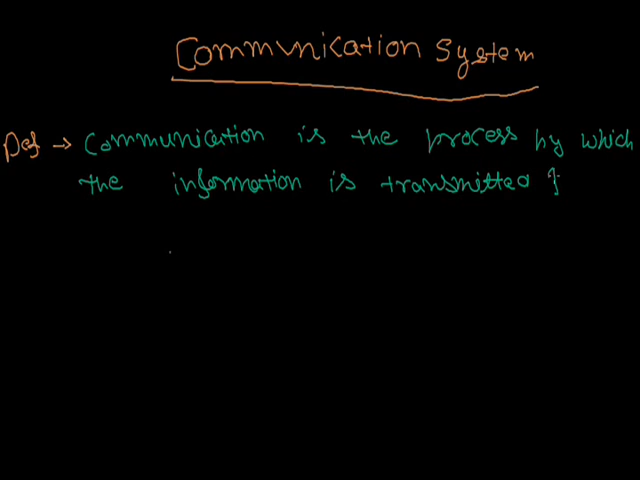 Communication System
Def → Communication is the process by which
the information is transmitted